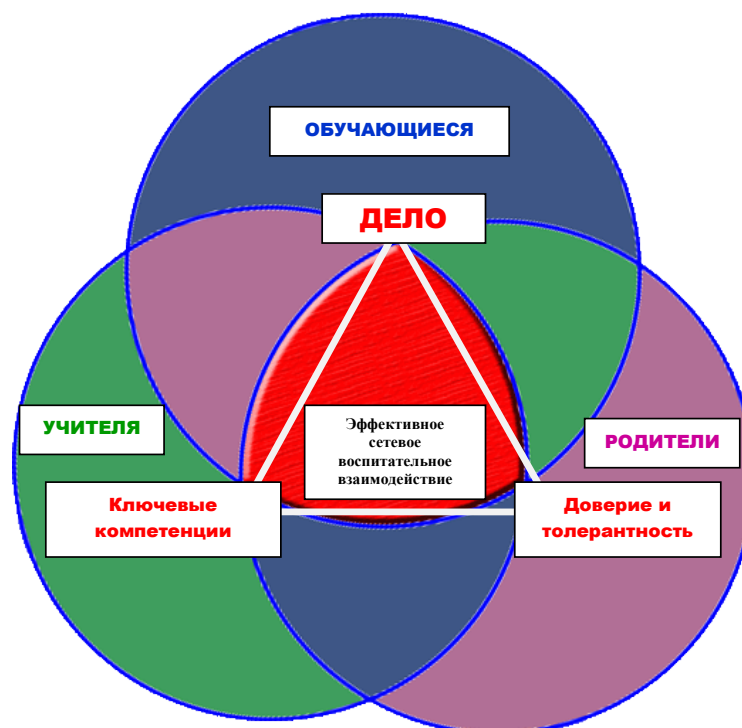 ОБУЧАЮЩИЕСЯ
ДЕЛО
УЧИТЕЛЯ
Эффективное
сетевое
воспитательное
взаимодействие
РОДИТЕЛИ
Ключевые
компетенции
Доверие и
толерантность